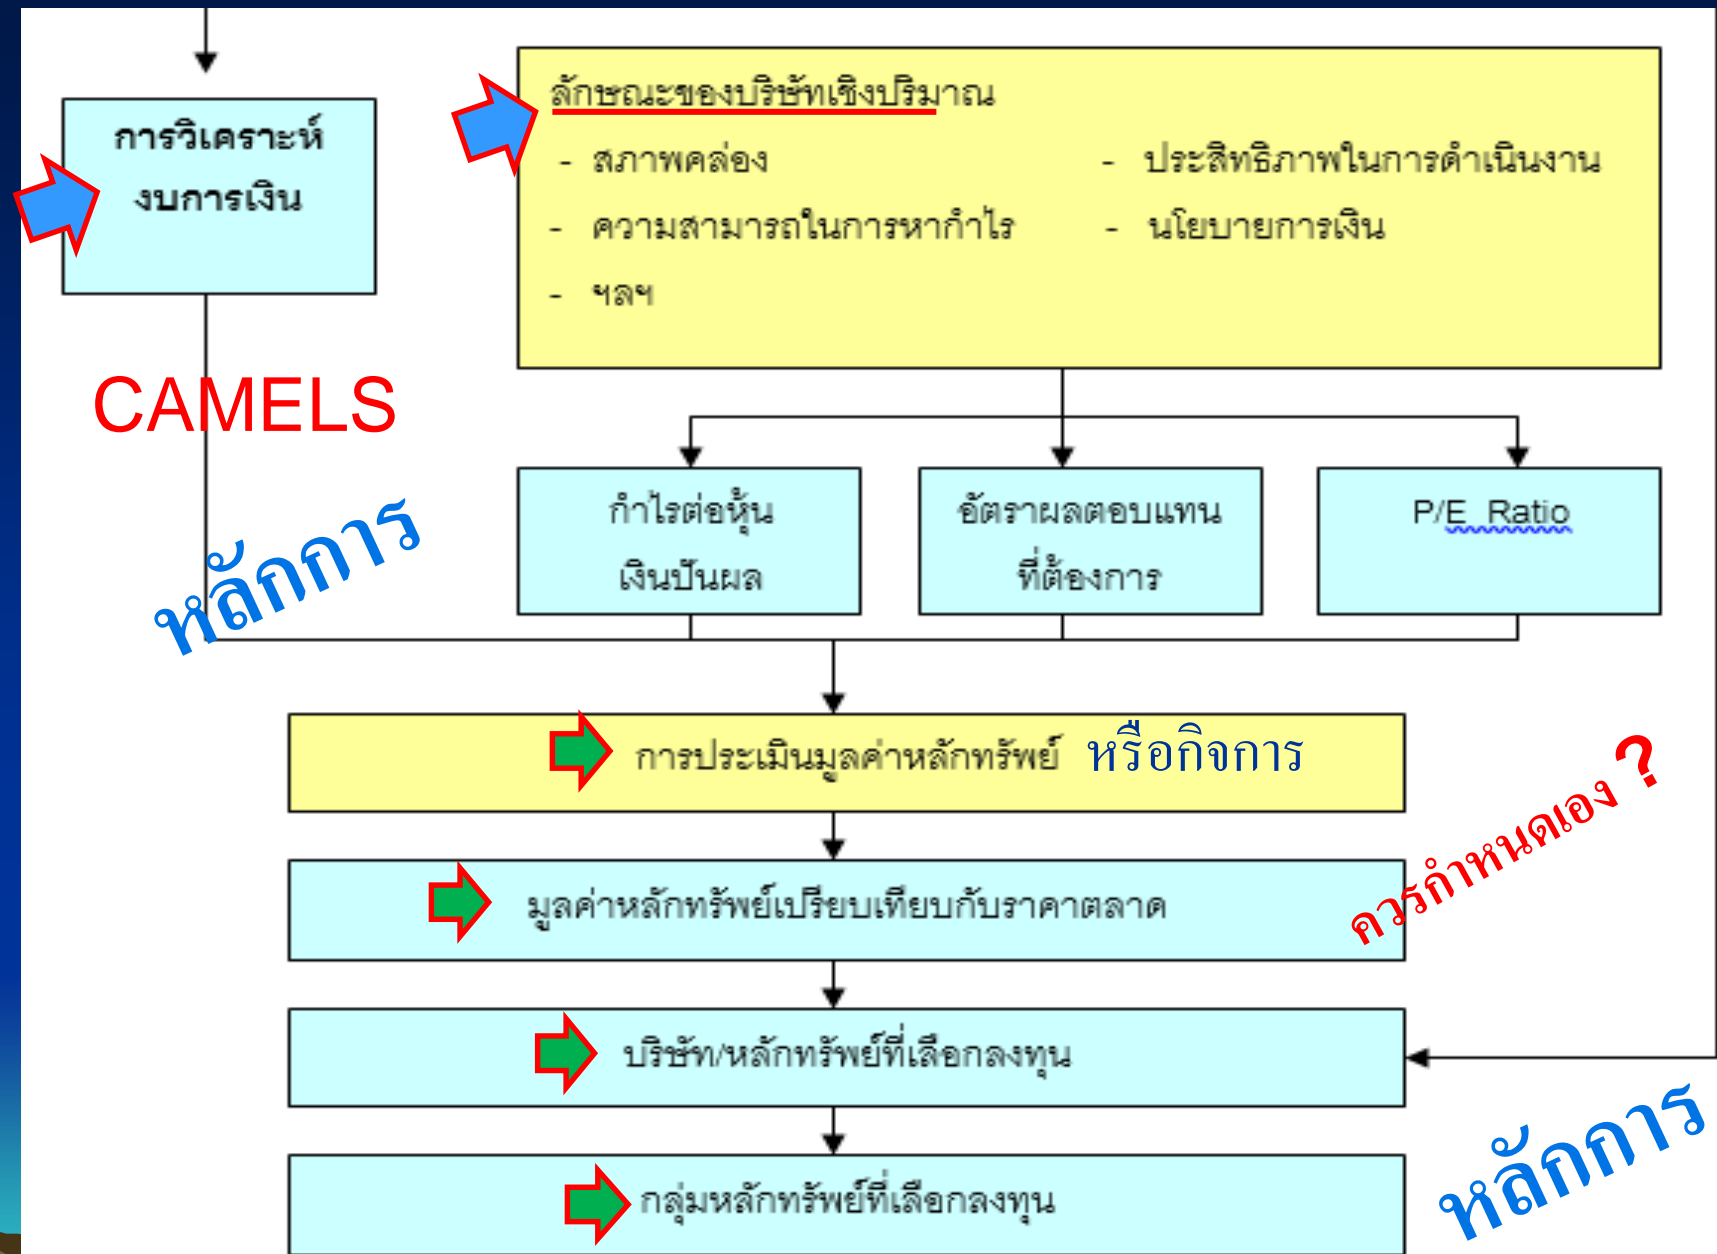 การวิเคราะห์
งบการเงิน
ลักษณะของบริษัทเชิงปริมาณ
- สภาพคล่อง
- ประสิทธิภาพในการดำเนินงาน
- ความสามารถในการหากำไร
- นโยบายการเงิน
- ฯลฯ
CAMELS
หลักการ
กำไรต่อหุ้น
เงินปันผล
อัตราผลตอบแทน
ที่ต้องการ
P/E Ratio
การประเมินมูลค่าหลักทรัพย์ หรือกิจการ
ควรกำหนดเอง ?
มูลค่าหลักทรัพย์เปรียบเทียบกับราคาตลาด
บริษัท/หลักทรัพย์ที่เลือกลงทุน
กลุ่มหลักทรัพย์ที่เลือกลงทุน
หลักการ